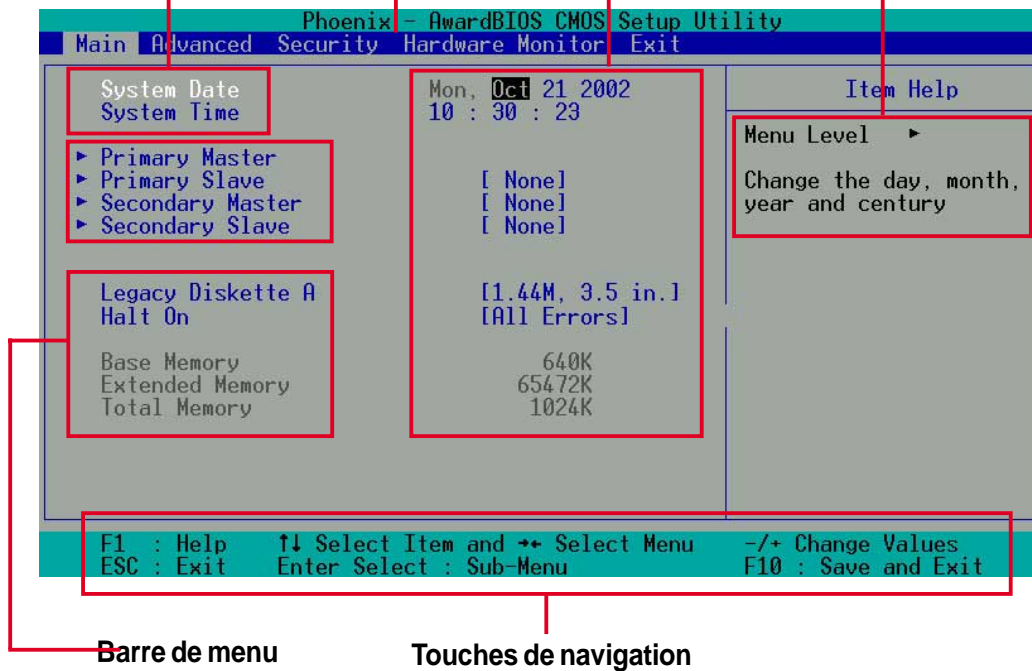 Phoenix - AwardBIOS CMOS Setup Utility
Main Advanced Security Hardware Monitor Exit
System Date Mon, Oct 21 2002
System Time 10 : 30 : 23
Item Help
Menu Level ►
► Primary Master
► Primary Slave [ None]
► Secondary Master [ None]
► Secondary Slave [ None]
Change the day, month,
year and century
Legacy Diskette A [1.44M, 3.5 in.]
Halt On [All Errors]
Base Memory 640K
Extended Memory 65472K
Total Memory 1024K
F1 : Help ↑↓ Select Item and →← Select Menu -/+ Change Values
ESC : Exit Enter Select : Sub-Menu F10 : Save and Exit
Barre de menu
Touches de navigation